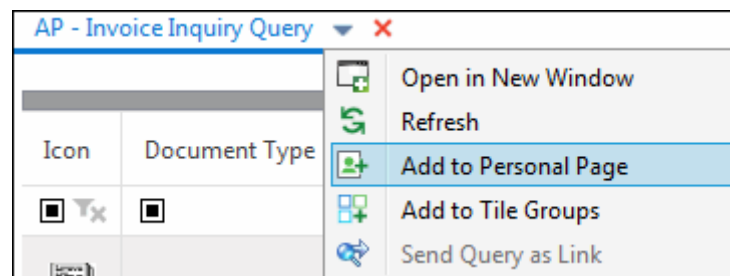 AP - Invoice Inquiry Query
Open in New Window
Refresh
Icon Document Type
Add to Personal Page
Add to Tile Groups
Send Query as Link